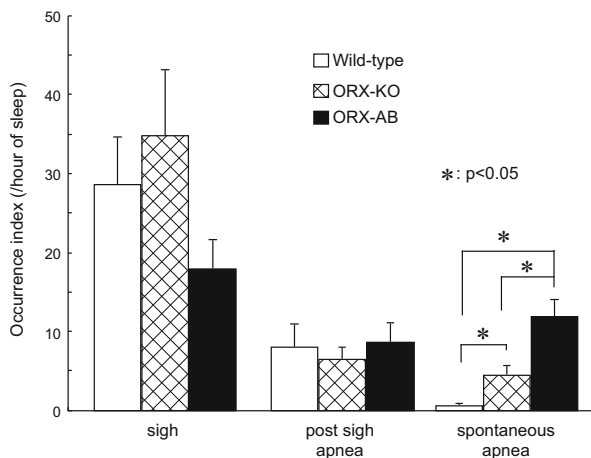 Occurrence index (/hour of sleep)
50
40
30
20
10
0
Wild-type
ORX-KO
ORX-AB
*: p<0.05
*
*
*
sigh
post sigh
apnea
spontaneous
apnea